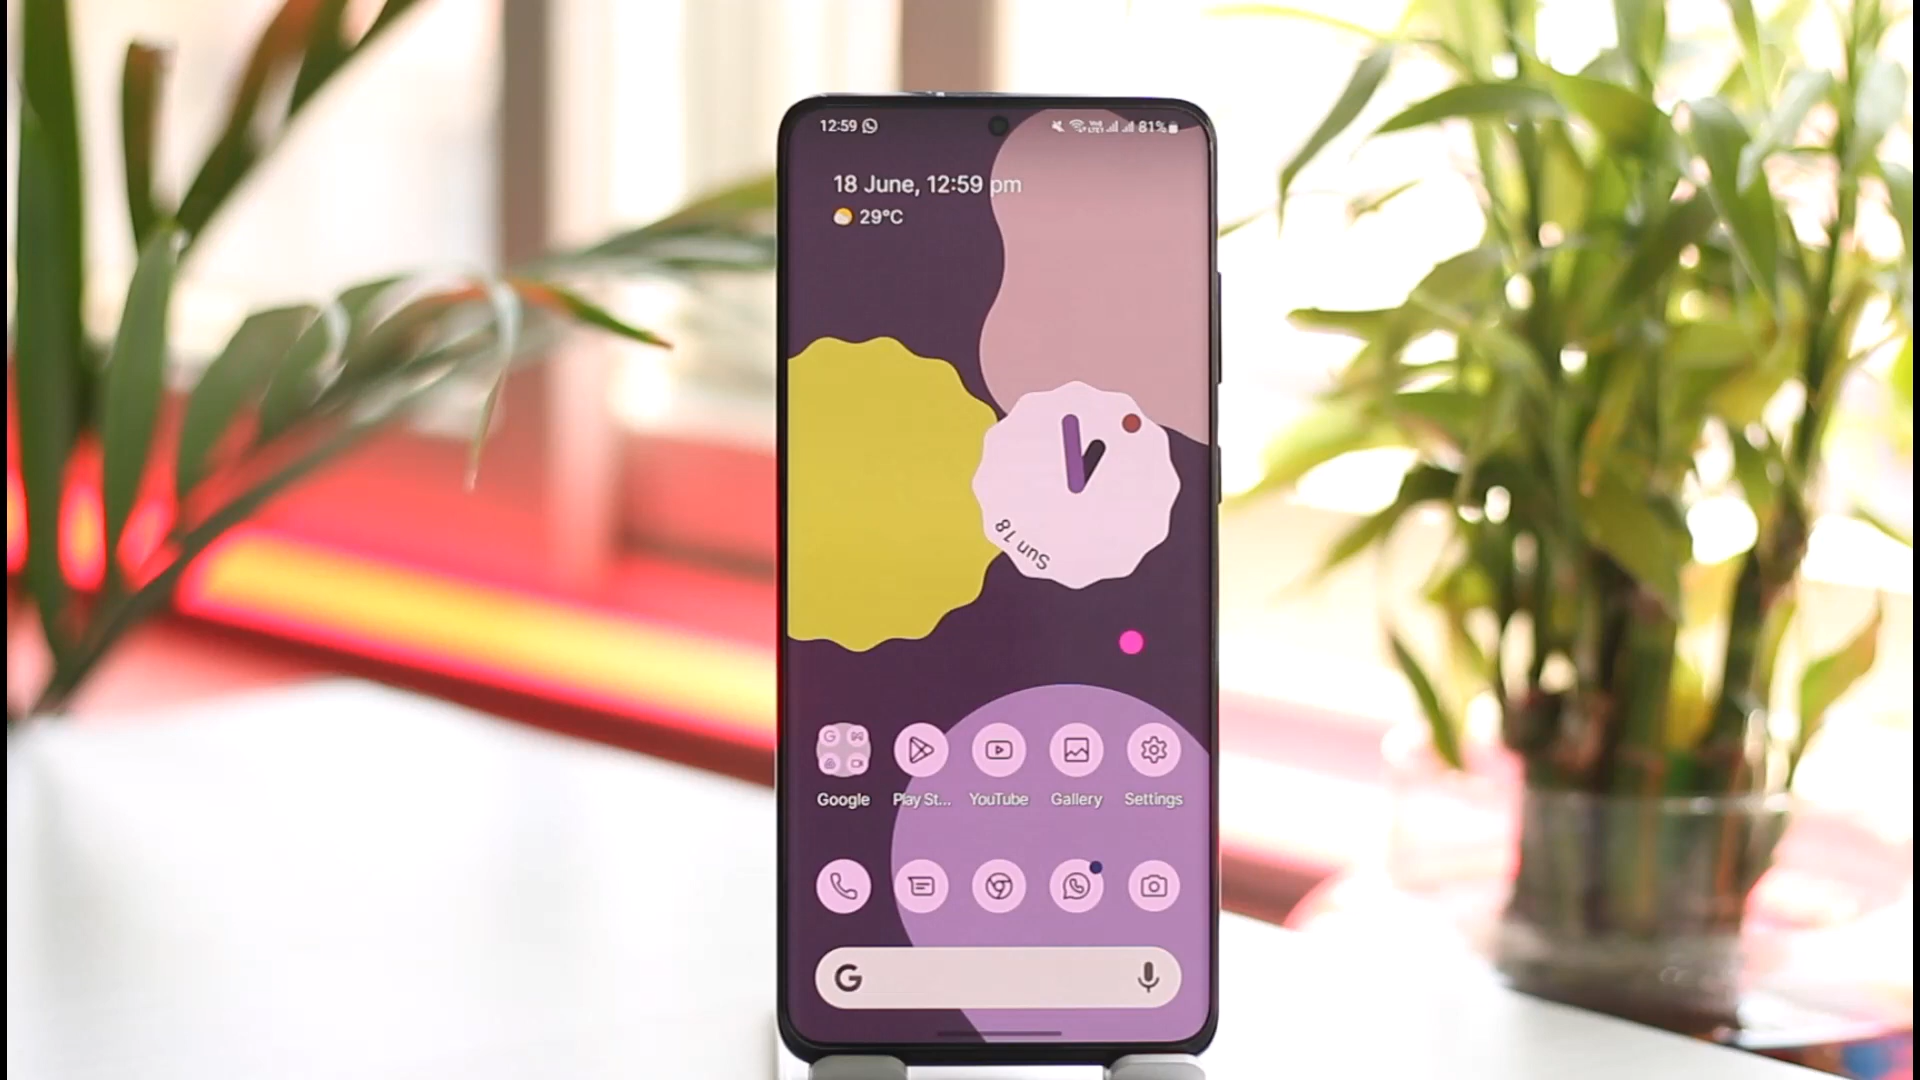 12:59
81%
18 June, 12:59 pm
29°C
Sun 18
Google
Play St...
YouTube
Gallery
Settings
G